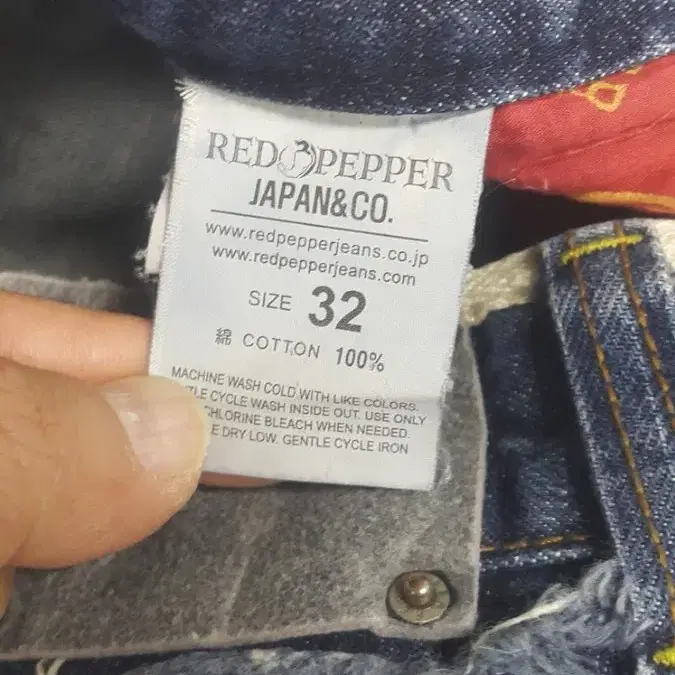 RED PEPPER
JAPAN&CO.
www.redpepperjeans.co.jp
www.redpepperjeans.com
SIZE 32
綿 COTTON 100%
MACHINE WASH COLD WITH LIKE COLORS.
CYCLE WASH INSIDE OUT. USE ONLY
CHLORINE BLEACH WHEN NEEDED.
DRY LOW. GENTLE CYCLE IRON